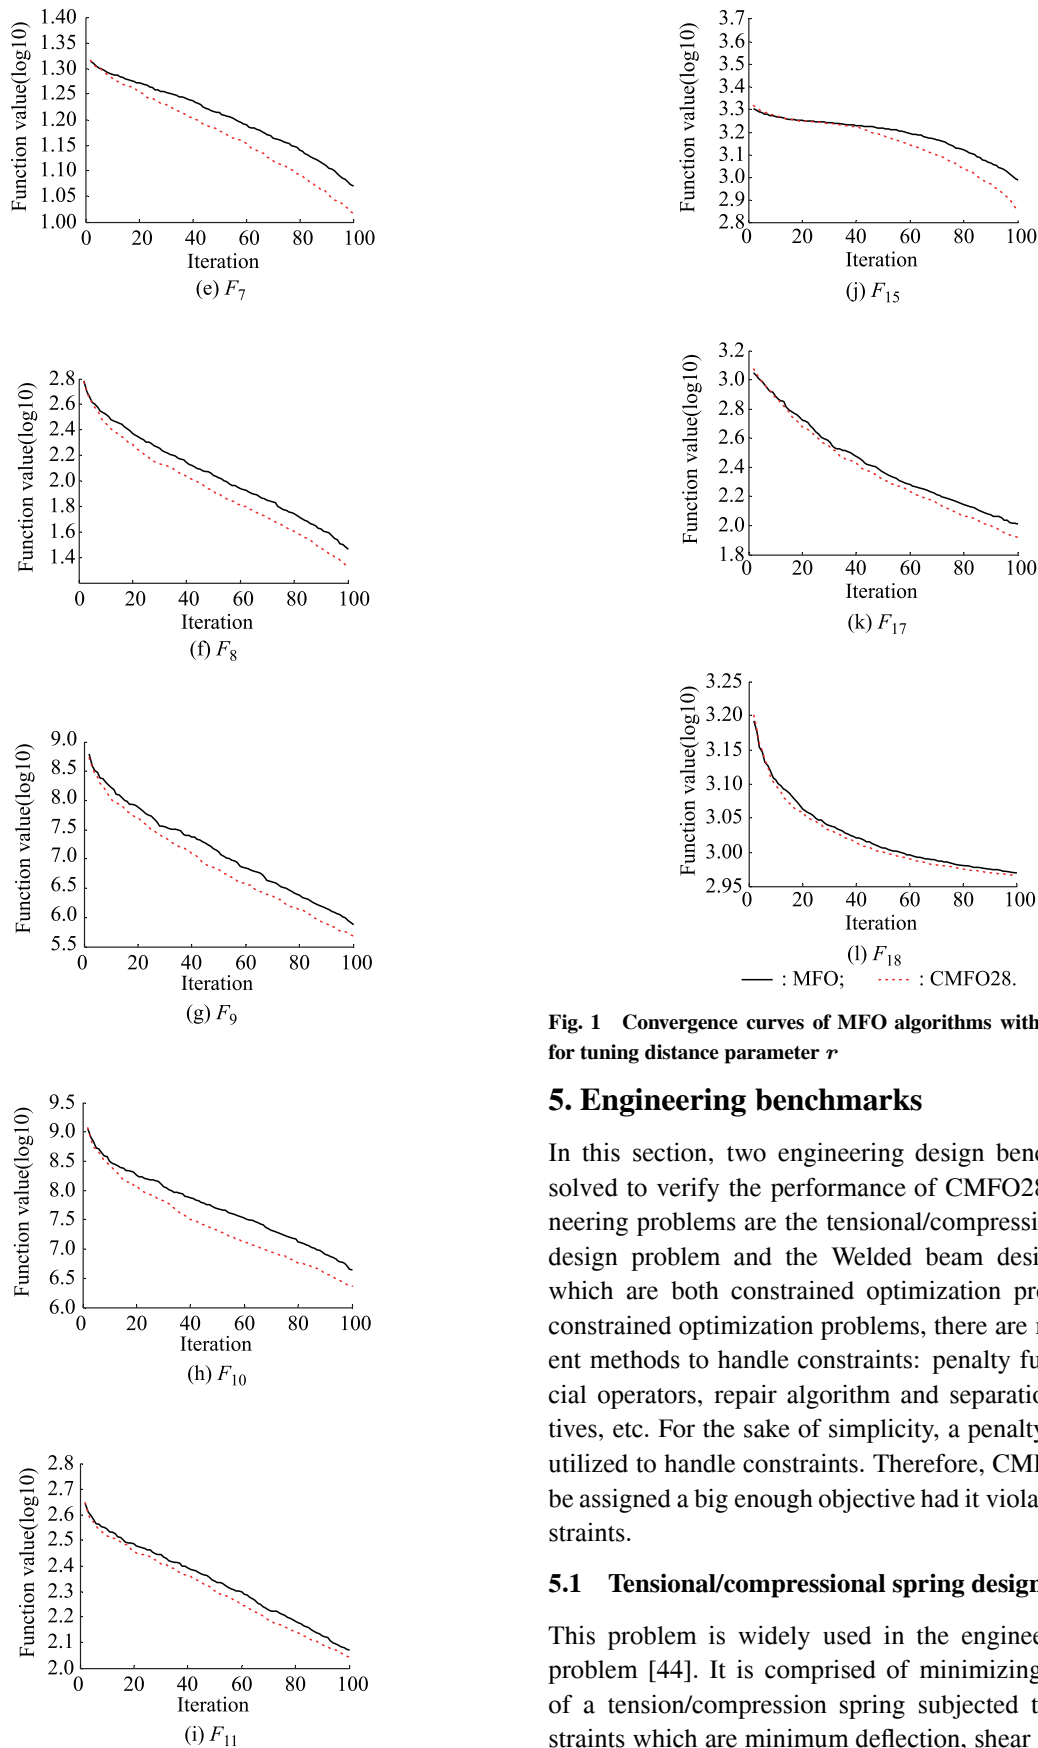 1.40
1.35
1.30
1.25
1.20
1.15
1.10
1.05
1.00
Function value(log10)
0 20 40 60 80 100
Iteration
(e) F7
2.8
2.6
2.4
2.2
2.0
1.8
1.6
1.4
Function value(log10)
0 20 40 60 80 100
Iteration
(f) F8
9.0
8.5
8.0
7.5
7.0
6.5
6.0
5.5
Function value(log10)
0 20 40 60 80 100
Iteration
(g) F9
9.5
9.0
8.5
8.0
7.5
7.0
6.5
6.0
Function value(log10)
0 20 40 60 80 100
Iteration
(h) F10
2.8
2.7
2.6
2.5
2.4
2.3
2.2
2.1
2.0
Function value(log10)
0 20 40 60 80 100
Iteration
(i) F11
3.7
3.6
3.5
3.4
3.3
3.2
3.1
3.0
2.9
2.8
Function value(log10)
0 20 40 60 80 100
Iteration
(j) F15
3.2
3.0
2.8
2.6
2.4
2.2
2.0
1.8
Function value(log10)
0 20 40 60 80 100
Iteration
(k) F17
3.25
3.20
3.15
3.10
3.05
3.00
2.95
Function value(log10)
0 20 40 60 80 100
Iteration
(l) F18
: MFO; : CMFO28.
Fig. 1 Convergence curves of MFO algorithms with
for tuning distance parameter r
5. Engineering benchmarks
In this section, two engineering design benc
solved to verify the performance of CMFO28
neering problems are the tensional/compressi
design problem and the Welded beam desi
which are both constrained optimization pr
constrained optimization problems, there are
ent methods to handle constraints: penalty fu
cial operators, repair algorithm and separatio
tives, etc. For the sake of simplicity, a penalty
utilized to handle constraints. Therefore, CM
be assigned a big enough objective had it viola
straints.
5.1 Tensional/compressional spring design
This problem is widely used in the enginee
problem [44]. It is comprised of minimizing
of a tension/compression spring subjected t
straints which are minimum deflection, shear